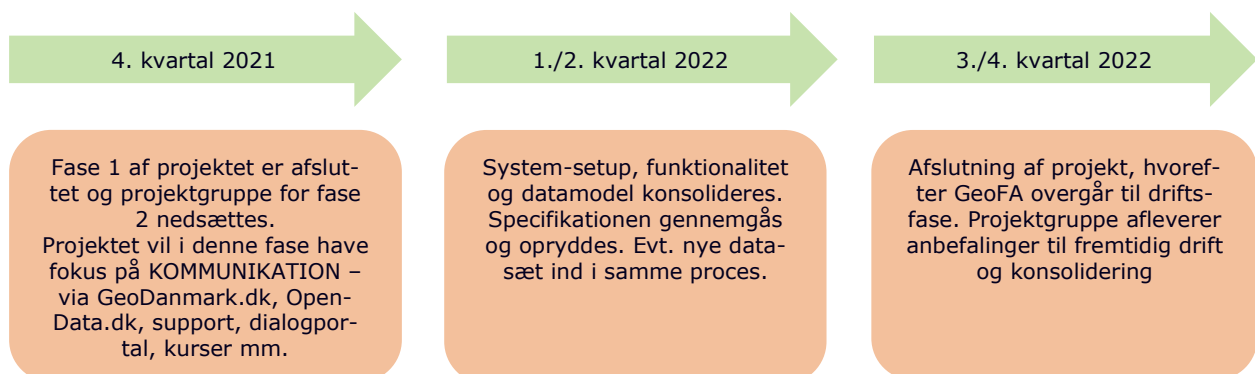 4. kvartal 2021
1./2. kvartal 2022
3./4. kvartal 2022
Fase 1 af projektet er afslut-
tet og projektgruppe for fase
2 nedsættes.
Projektet vil i denne fase have
fokus på KOMMUNIKATION –
via GeoDanmark.dk, Open-
Data.dk, support, dialogpor-
tal, kurser mm.
System-setup, funktionalitet
og datamodel konsolideres.
Specifikationen gennemgås
og opryddes. Evt. nye data-
sæt ind i samme proces.
Afslutning af projekt, hvoref-
ter GeoFA overgår til drifts-
fase. Projektgruppe afleverer
anbefalinger til fremtidig drift
og konsolidering